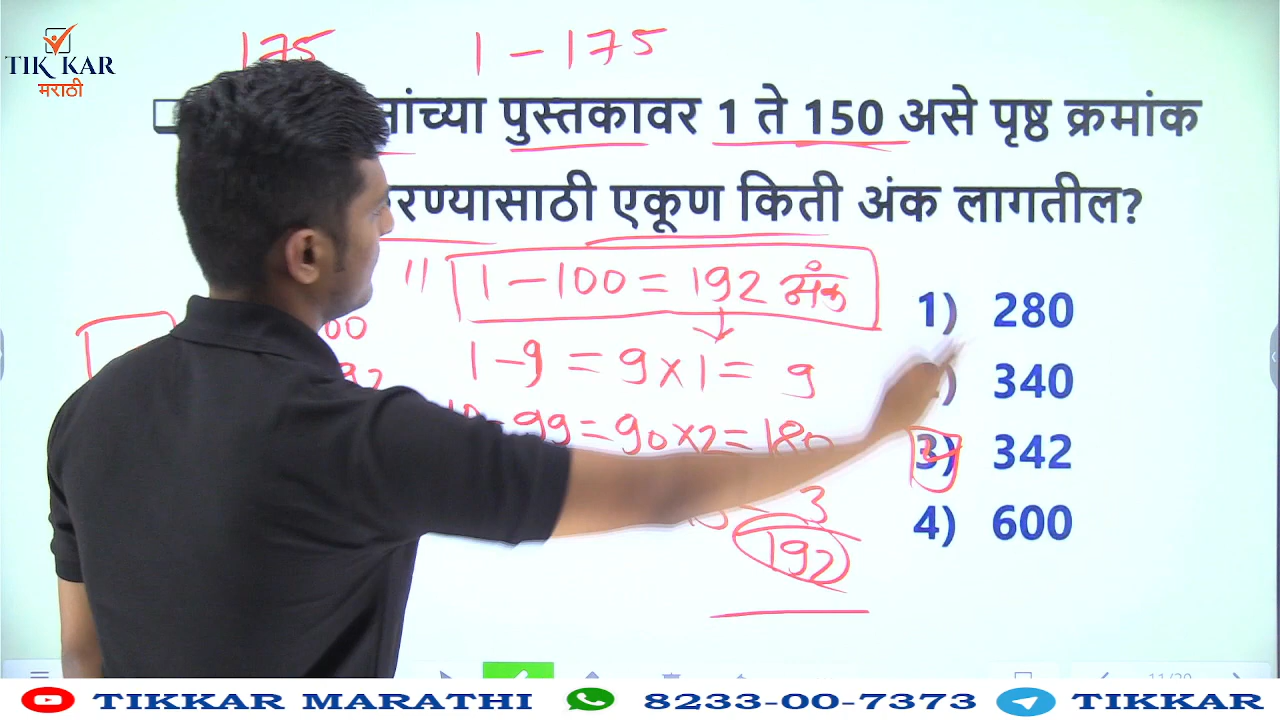 TIK KAR
मराठी
175 1 - 175
पुस्तकावर 1 ते 150 असे पृष्ठ क्रमांक
एकूण किती अंक लागतील?
" 1 - 100 = 192 अंक
1) 280
1 - 9 = 9 × 1 = 9
340
99 = 90 × 2 = 180
3) 342
3
4) 600
192
11/20
TIKKAR MARATHI 8233-00-7373 TIKKAR